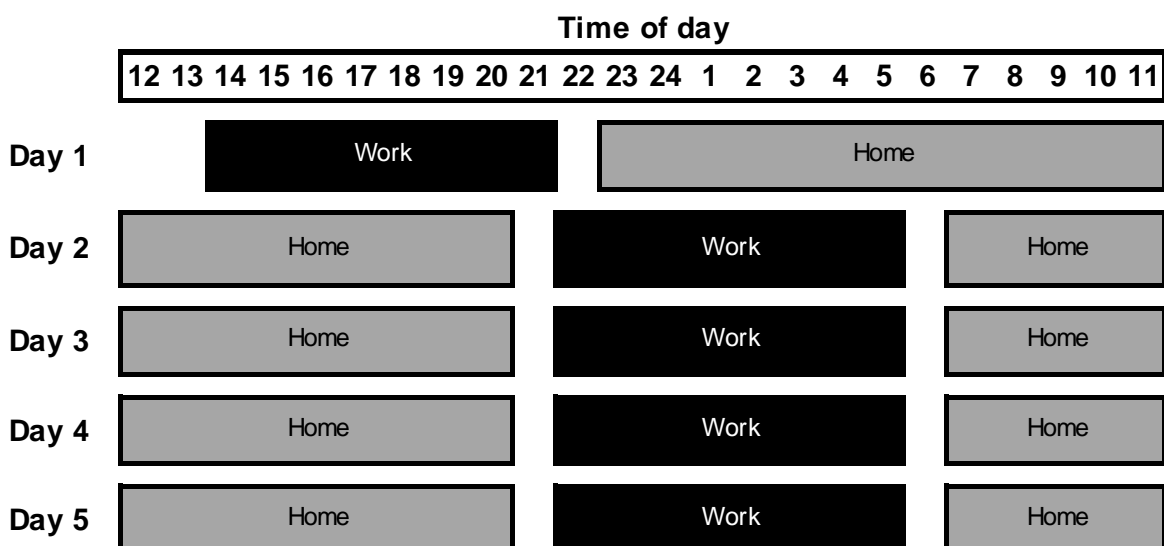 Time of day
12 13 14 15 16 17 18 19 20 21 22 23 24 1 2 3 4 5 6 7 8 9 10 11
Day 1 Work Home
Day 2 Home Work Home
Day 3 Home Work Home
Day 4 Home Work Home
Day 5 Home Work Home